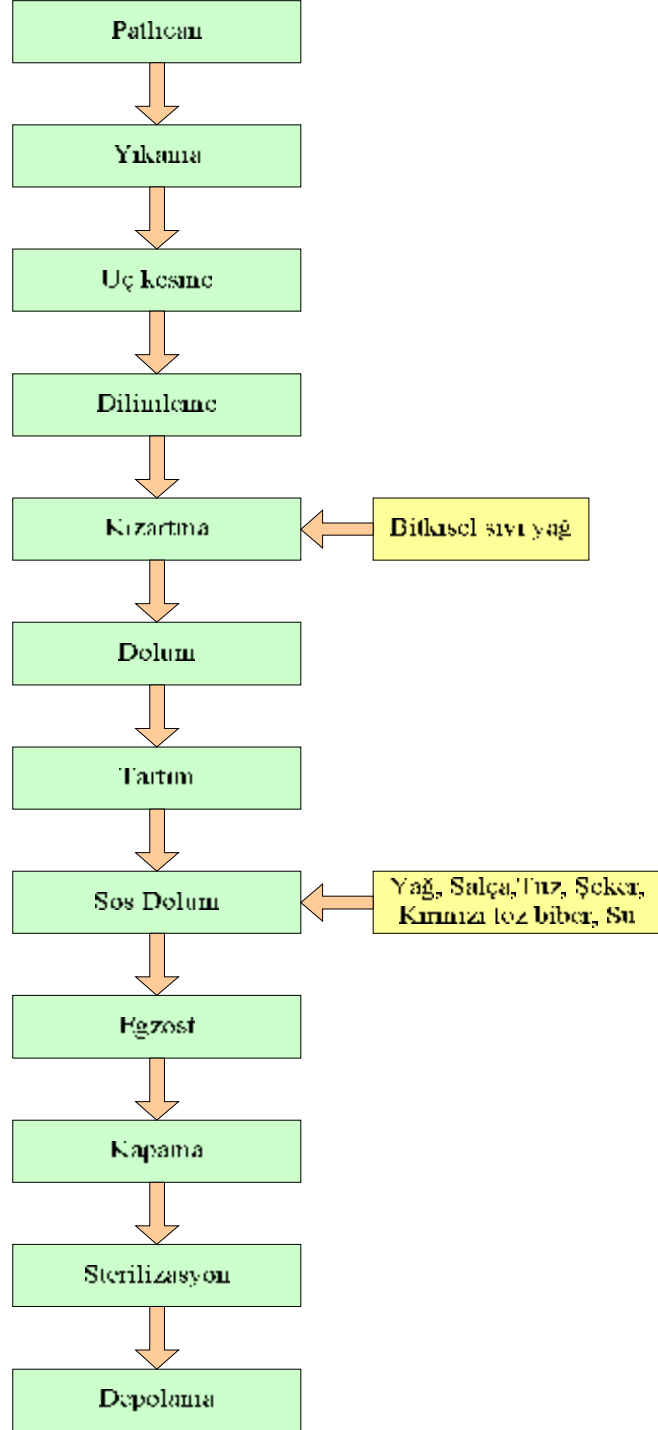 Patlıcan
Yıkama
Uç kesme
Dilimleme
Kızartma
Bitkisel sıvı yağ
Dolum
Tartım
Sos Dolum
Yağ, Salça,Tuz, Şeker,
Kırmızı toz biber, Su
Egzost
Kapama
Sterilizasyon
Depolama